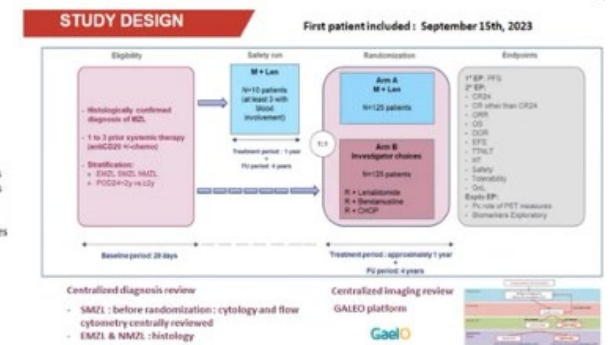 STUDY DESIGN
First patient included : September 15th, 2023
Eligibility
Safety run
Randomization
Endpoints
- Histologically confirmed
diagnosis of MZL
- 1 to 3 prior systemic therapy
(antiCD20 +/-chemo)
- Stratification:
EMZL SMZL NMZL
POD24<2y vs ≥2y
M + Len
N=10 patients
(at least 3 with
blood
involvement)
Treatment period : 1 year
+
FU period: 4 years
1:1
Arm A
M + Len
N=125 patients
Arm B
Investigator choices
N=125 patients
R + Lenalidomide
R + Bendamustine
R + CHOP
1st EP: PFS
2nd EP:
- CR24
- CR other than CR24
- ORR
- OS
- DOR
- EFS
- TTNLT
- HT
- Safety
- Tolerability
- QoL
Explo EP:
- Px role of PET measures
- Biomarkers Exploratory
Baseline period: 28 days
Treatment period : approximately 1 year
+
FU period: 4 years
Centralized diagnosis review
- SMZL : before randomization : cytology and flow
cytometry centrally reviewed
- EMZL & NMZL : histology
Centralized imaging review
GALEO platform
GaelO